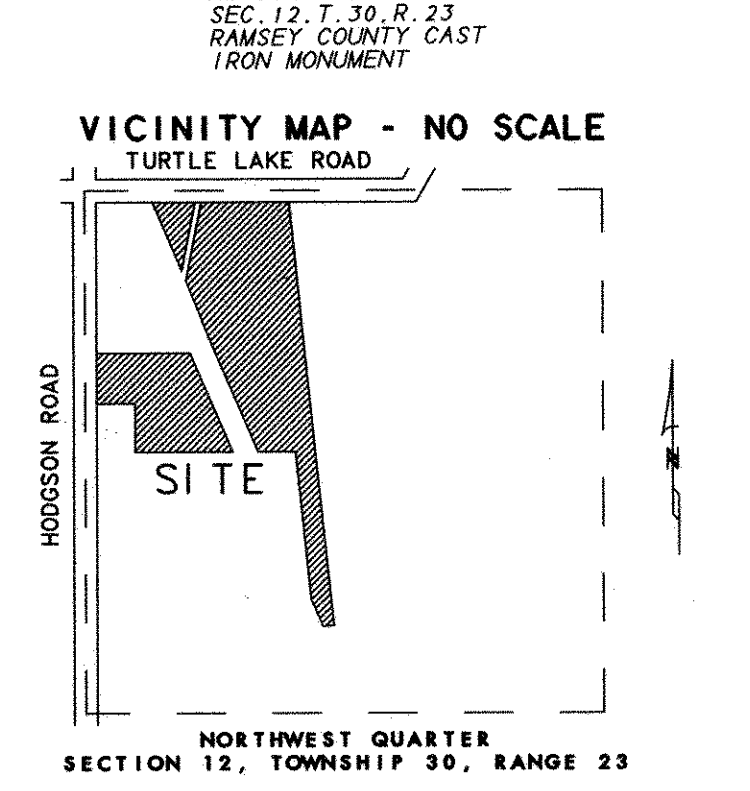 SEC. 12. T. 30. R. 23
RAMSEY COUNTY CAST
IRON MONUMENT
VICINITY MAP - NO SCALE
TURTLE LAKE ROAD
HODGSON ROAD
SITE
N
NORTHWEST QUARTER
SECTION 12, TOWNSHIP 30, RANGE 23